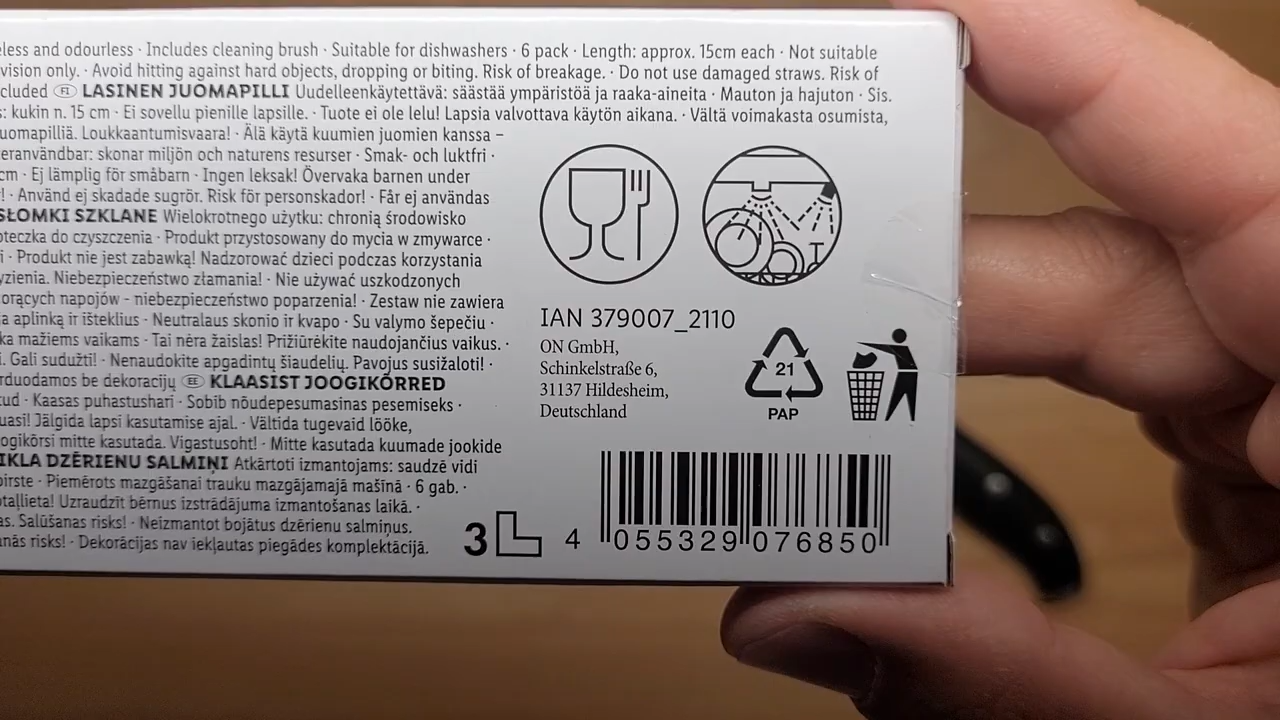 less and odourless · Includes cleaning brush · Suitable for dishwashers · 6 pack · Length: approx. 15cm each · Not suitable
vision only. · Avoid hitting against hard objects, dropping or biting. Risk of breakage. · Do not use damaged straws. Risk of
cluded FI LASINEN JUOMAPILLI Uudelleenkäytettävä: säästää ympäristöä ja raaka-aineita · Mauton ja hajuton · Sis.
: kukin n. 15 cm · Ei sovellu pienille lapsille. · Tuote ei ole lelu! Lapsia valvottava käytön aikana. · Vältä voimakasta osumista,
uomapilliä. Loukkaantumisvaara! · Älä käytä kuumien juomien kanssa –
eranvändbar: skonar miljön och naturens resurser · Smak- och luktfri ·
cm · Ej lämplig för småbarn · Ingen leksak! Övervaka barnen under
! · Använd ej skadade sugrör. Risk för personskador! · Får ej användas
SŁOMKI SZKLANE Wielokrotnego użytku: chronią środowisko
oteczka do czyszczenia · Produkt przystosowany do mycia w zmywarce ·
i · Produkt nie jest zabawką! Nadzorować dzieci podczas korzystania
yzienia. Niebezpieczeństwo złamania! · Nie używać uszkodzonych
orących napojów - niebezpieczeństwo poparzenia! · Zestaw nie zawiera
a aplinką ir išteklius · Neutralaus skonio ir kvapo · Su valymo šepečiu ·
ka mažiems vaikams · Tai nėra žaislas! Prižiūrėkite naudojančius vaikus. ·
i. Gali sudužti! · Nenaudokite apgadintų šiaudelių. Pavojus susižaloti! ·
rduodamos be dekoracijų EE KLAASIST JOOGIKÕRRED
tud · Kaasas puhastushari · Sobib nõudepesumasinas pesemiseks ·
uasi! Jälgida lapsi kasutamise ajal. · Vältida tugevaid lööke,
ogikõrsi mitte kasutada. Vigastusoht! · Mitte kasutada kuumade jookide
IKLA DZĒRIENU SALMIŅI Atkārtoti izmantojams: saudzē vidi
birste · Piemērots mazgāšanai trauku mazgājamajā mašīnā · 6 gab. ·
otaļlieta! Uzraudzīt bērnus izstrādājuma izmantošanas laikā. ·
as. Salūšanas risks! · Neizmantot bojātus dzērienu salmiņus.
nās risks! · Dekorācijas nav iekļautas piegādes komplektācijā.
IAN 379007_2110
ON GmbH,
Schinkelstraße 6,
31137 Hildesheim,
Deutschland
21
PAP
3
4 055329 076850